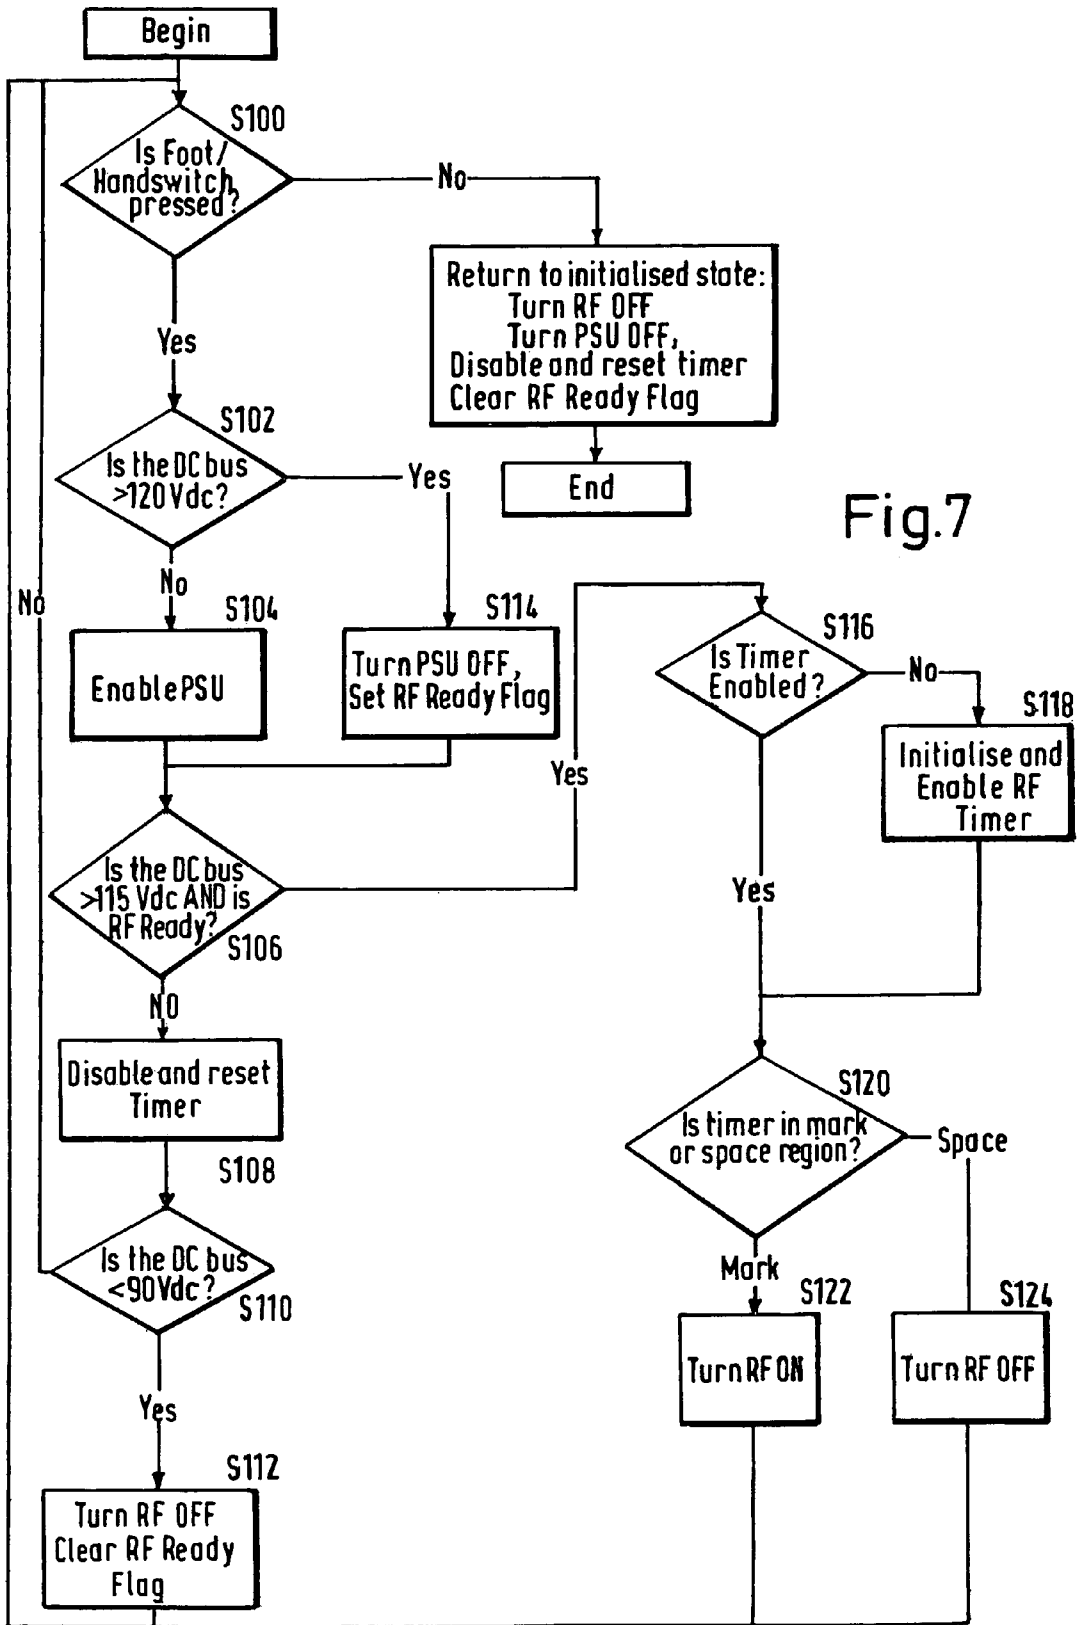 Begin
S100
Is Foot/
Handswitch
pressed?
No
Return to initialised state:
Turn RF OFF
Turn PSU OFF,
Disable and reset timer
Clear RF Ready Flag
End
Yes
S102
Is the DC bus
>120 Vdc?
Yes
No
S104
Enable PSU
S114
Turn PSU OFF,
Set RF Ready Flag
Fig.7
No
Is the DC bus
>115 Vdc AND is
RF Ready?
S106
Yes
NO
Disable and reset
Timer
S108
Is the DC bus
<90Vdc?
S110
Yes
S112
Turn RF OFF
Clear RF Ready
Flag
S116
Is Timer
Enabled?
No
S118
Initialise and
Enable RF
Timer
Yes
S120
Is timer in mark
or space region?
Space
Mark
S122
Turn RF ON
S124
Turn RF OFF